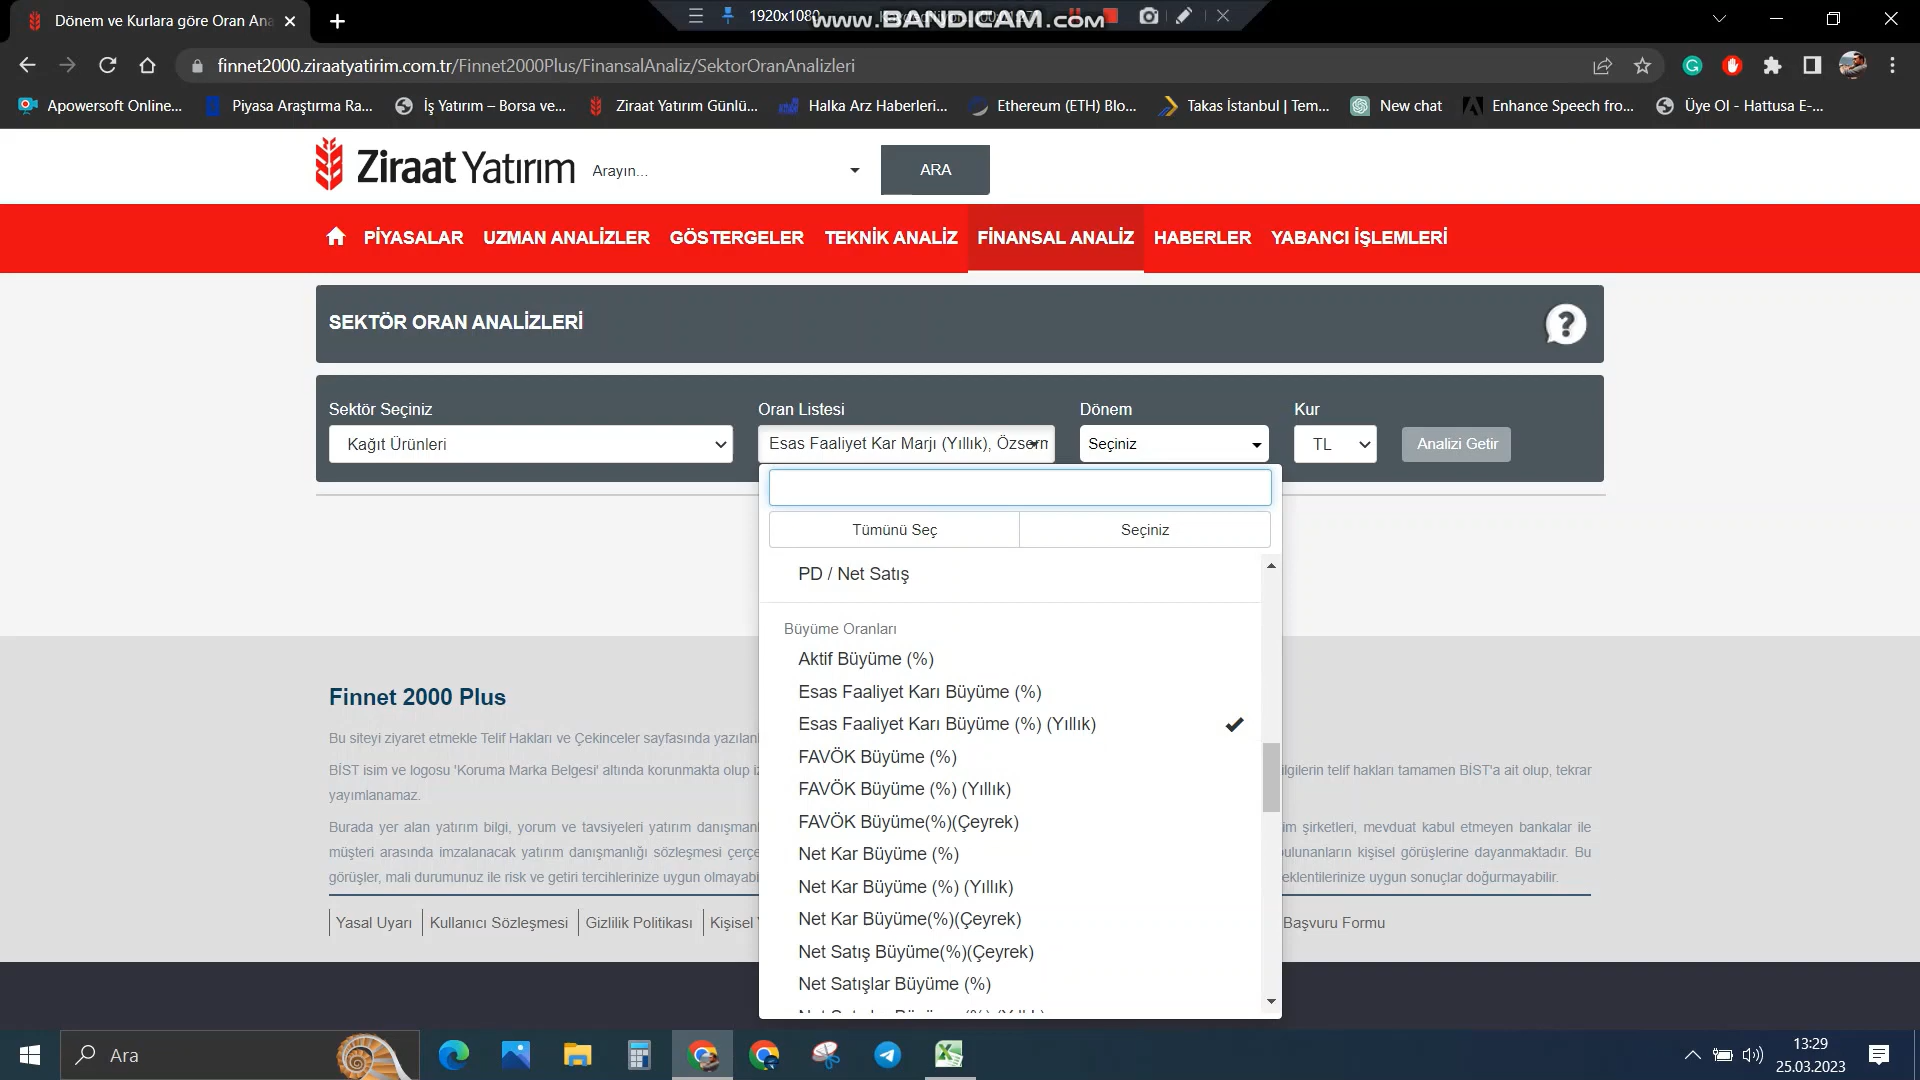 Dönem ve Kurlara göre Oran Ana
1920x1080
www.BANDICAM.com
finnet2000.ziraatyatirim.com.tr/Finnet2000Plus/FinansalAnaliz/SektorOranAnalizleri
Apowersoft Online...
Piyasa Araştırma Ra...
İş Yatırım – Borsa ve...
Ziraat Yatırım Günlü...
Halka Arz Haberleri...
Ethereum (ETH) Blo...
Takas İstanbul | Tem...
New chat
Enhance Speech fro...
Üye Ol - Hattusa E-...
Ziraat Yatırım
Arayın...
ARA
PİYASALAR
UZMAN ANALİZLER
GÖSTERGELER
TEKNİK ANALİZ
FİNANSAL ANALİZ
HABERLER
YABANCI İŞLEMLERİ
SEKTÖR ORAN ANALİZLERİ
Sektör Seçiniz
Oran Listesi
Dönem
Kur
Kağıt Ürünleri
Esas Faaliyet Kar Marjı (Yıllık), Özserm
Seçiniz
TL
Analizi Getir
Tümünü Seç
Seçiniz
PD / Net Satış
Büyüme Oranları
Aktif Büyüme (%)
Esas Faaliyet Karı Büyüme (%)
Esas Faaliyet Karı Büyüme (%) (Yıllık)
FAVÖK Büyüme (%)
FAVÖK Büyüme (%) (Yıllık)
FAVÖK Büyüme(%)(Çeyrek)
Net Kar Büyüme (%)
Net Kar Büyüme (%) (Yıllık)
Net Kar Büyüme(%)(Çeyrek)
Net Satış Büyüme(%)(Çeyrek)
Net Satışlar Büyüme (%)
Finnet 2000 Plus
Bu siteyi ziyaret etmekle Telif Hakları ve Çekinceler sayfasında yazılan
BİST isim ve logosu 'Koruma Marka Belgesi' altında korunmakta olup iz
ilgilerin telif hakları tamamen BİST'a ait olup, tekrar
yayımlanamaz.
Burada yer alan yatırım bilgi, yorum ve tavsiyeleri yatırım danışmanl
ım şirketleri, mevduat kabul etmeyen bankalar ile
müşteri arasında imzalanacak yatırım danışmanlığı sözleşmesi çerçe
bulunanların kişisel görüşlerine dayanmaktadır. Bu
görüşler, mali durumunuz ile risk ve getiri tercihlerinize uygun olmayabi
eklentilerinize uygun sonuçlar doğurmayabilir.
Yasal Uyarı
Kullanıcı Sözleşmesi
Gizlilik Politikası
Kişisel
Başvuru Formu
Ara
13:29
25.03.2023